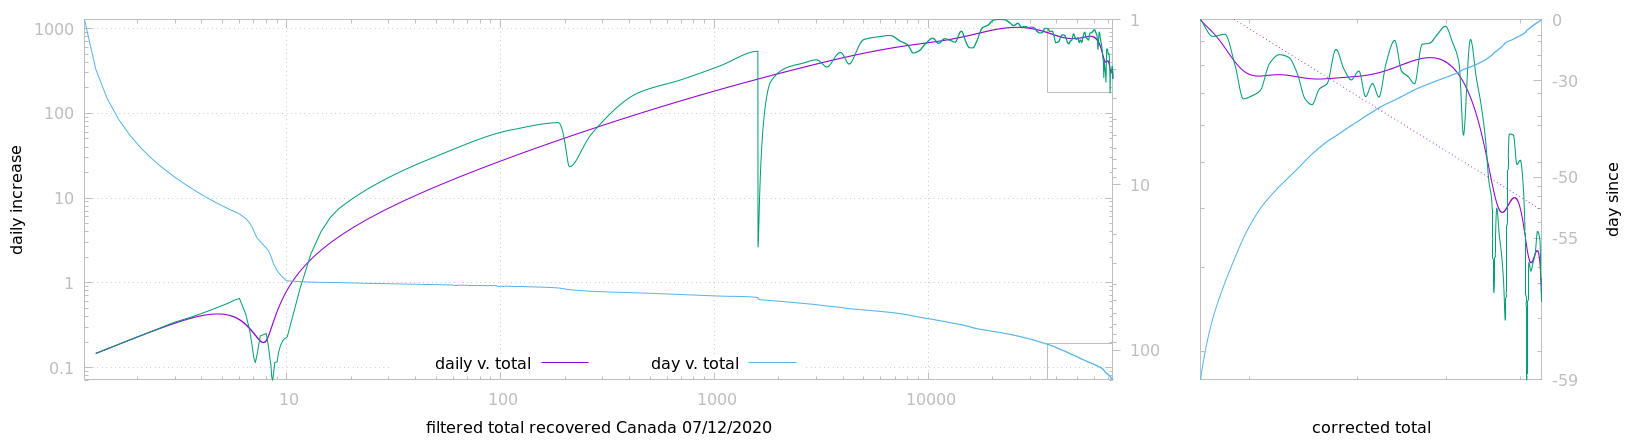 daily increase
1000
100
10
1
0.1
10
100
1000
10000
1
10
100
daily v. total
day v. total
filtered total recovered Canada 07/12/2020
0
-30
-50
-55
-59
day since
corrected total